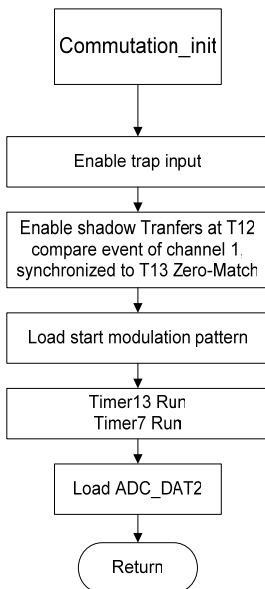 Commutation_init
Enable trap input
Enable shadow Tranfers at T12
compare event of channel 1,
synchronized to T13 Zero-Match
Load start modulation pattern
Timer13 Run
Timer7 Run
Load ADC_DAT2
Return